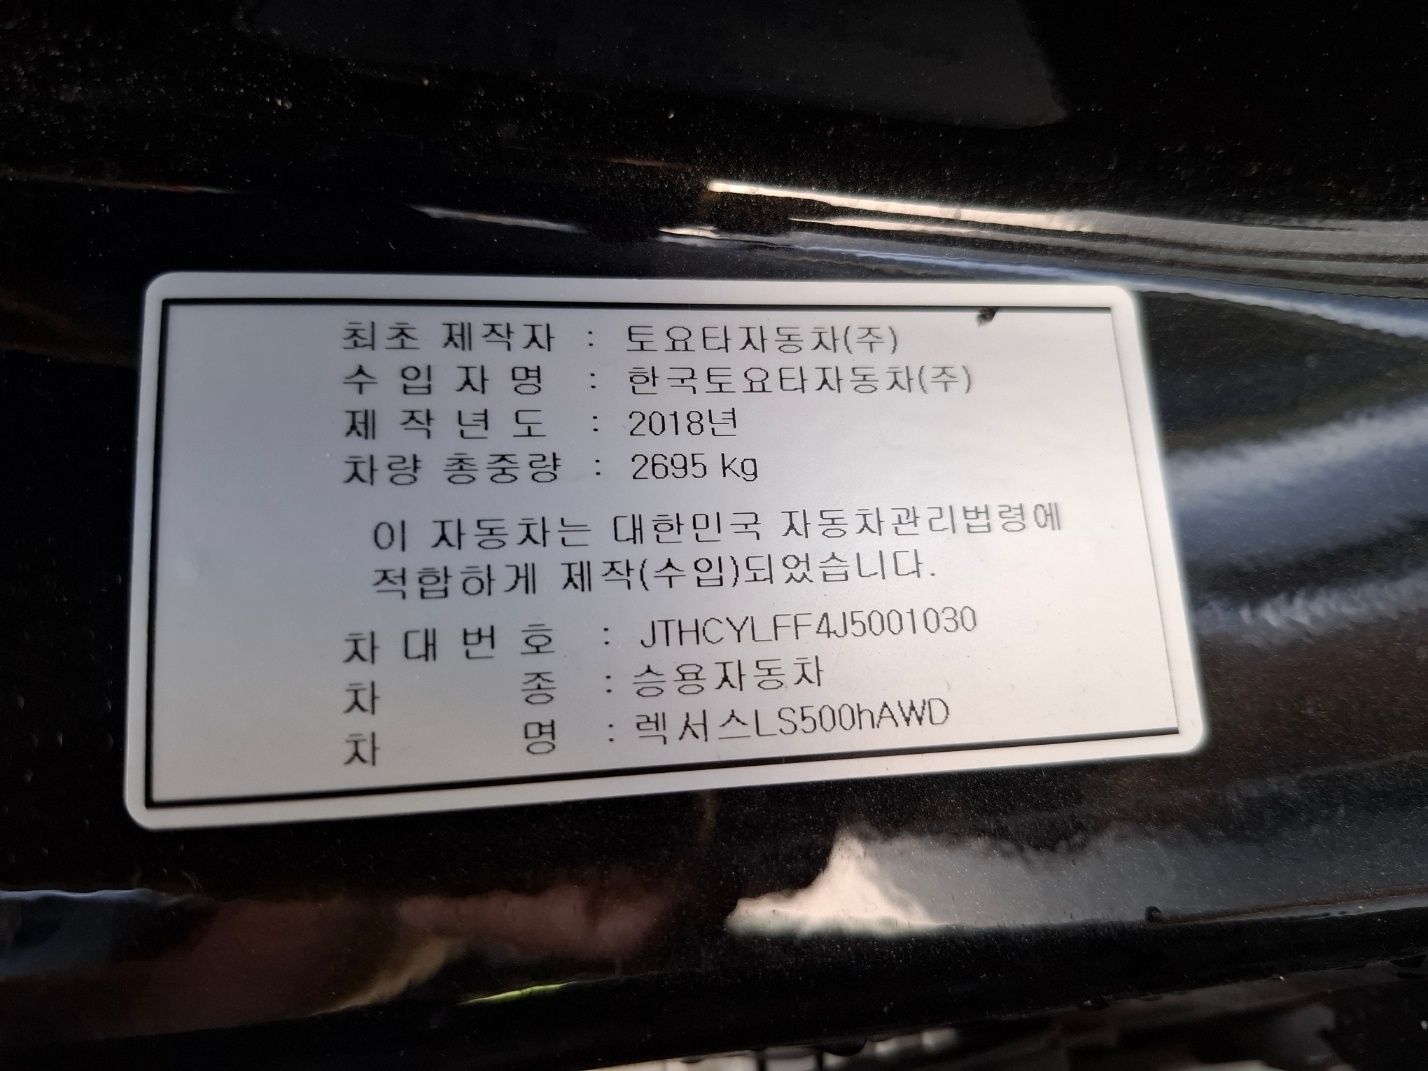 최초 제작자 : 토요타자동차(주)
수 입 자 명 : 한국토요타자동차(주)
제 작 년 도 : 2018년
차량 총중량 : 2695 kg
이 자동차는 대한민국 자동차관리법령에
적합하게 제작(수입)되었습니다.
차 대 번 호 : JTHCYLFF4J5001030
차 종 : 승용자동차
차 명 : 렉서스LS500hAWD